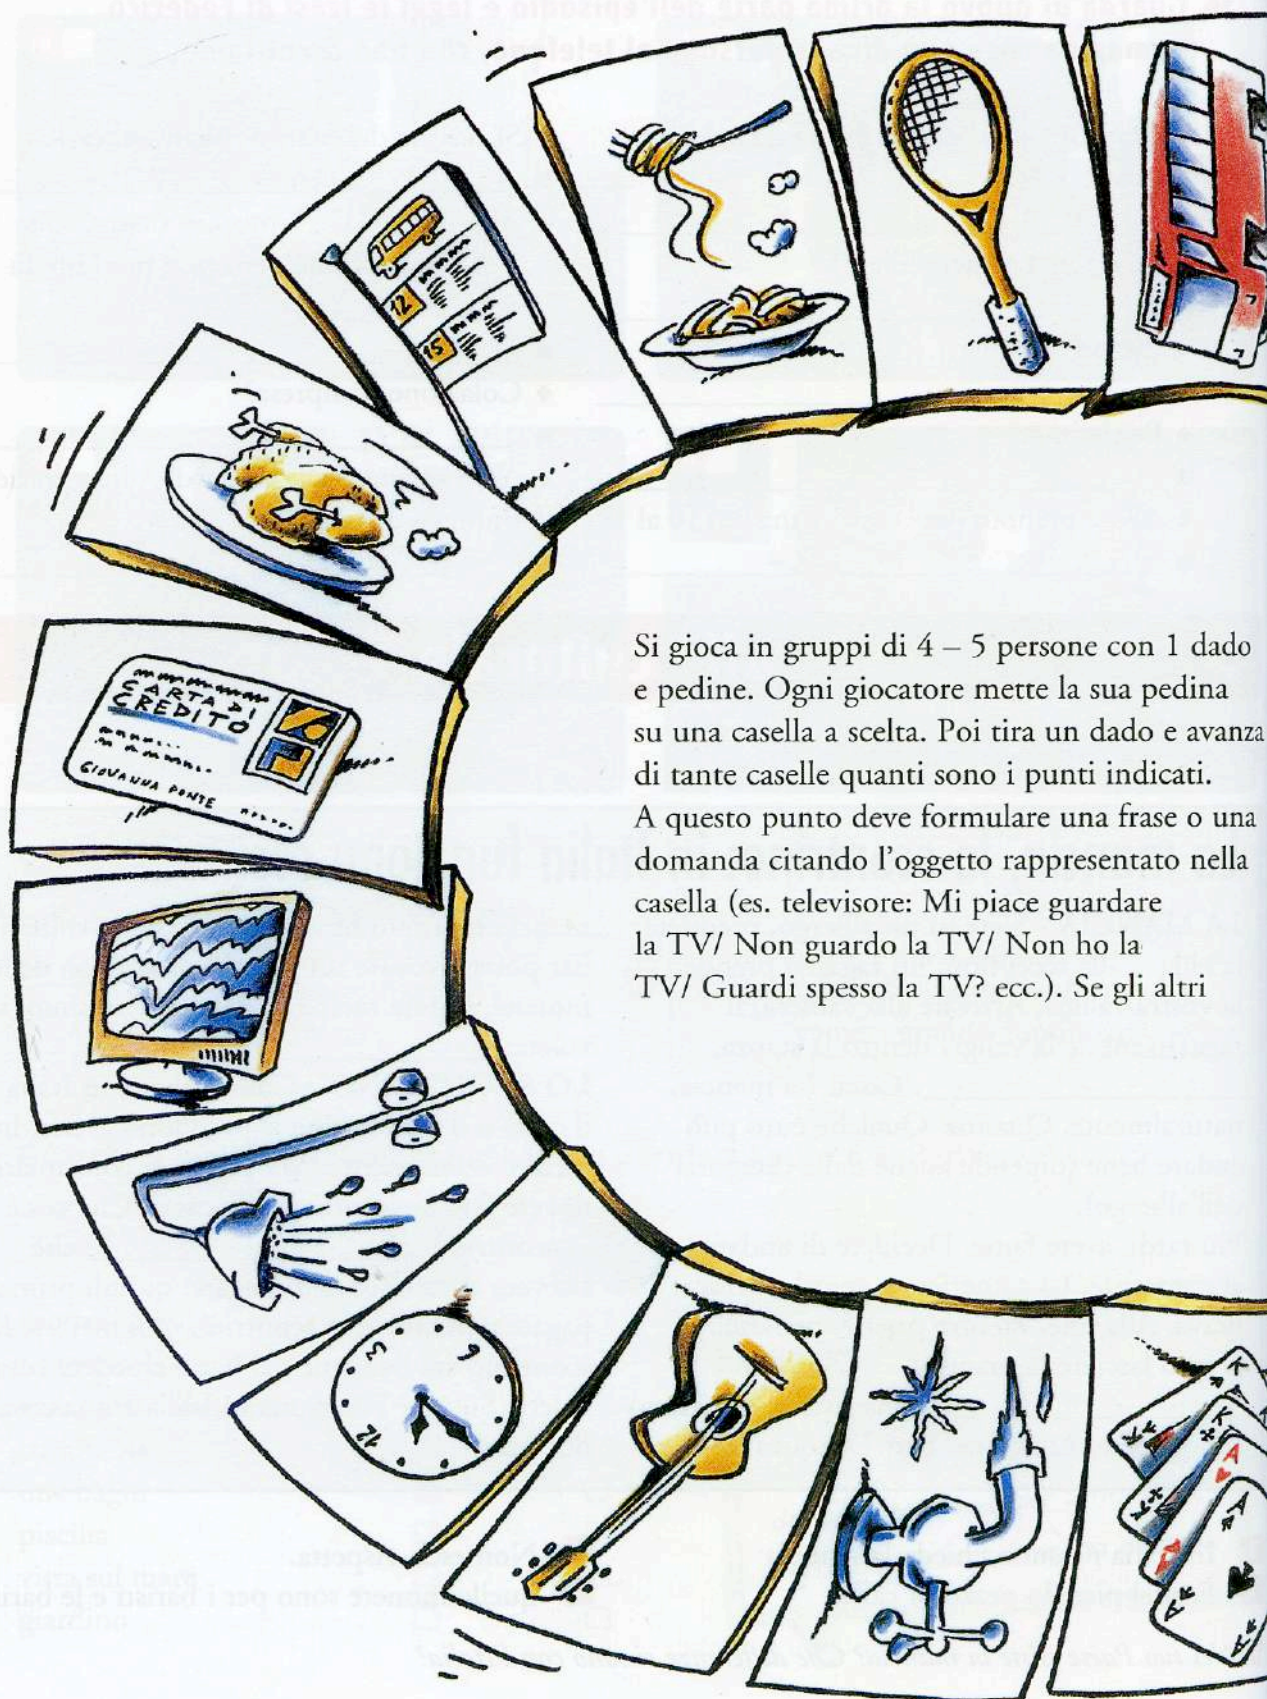 12
15
CARTA DI
CREDITO
GIOVANNA PONTE
Si gioca in gruppi di 4 – 5 persone con 1 dado
e pedine. Ogni giocatore mette la sua pedina
su una casella a scelta. Poi tira un dado e avanza
di tante caselle quanti sono i punti indicati.
A questo punto deve formulare una frase o una
domanda citando l'oggetto rappresentato nella
casella (es. televisore: Mi piace guardare
la TV/ Non guardo la TV/ Non ho la
TV/ Guardi spesso la TV? ecc.). Se gli altri
3
6
12
K
K
A
A
A